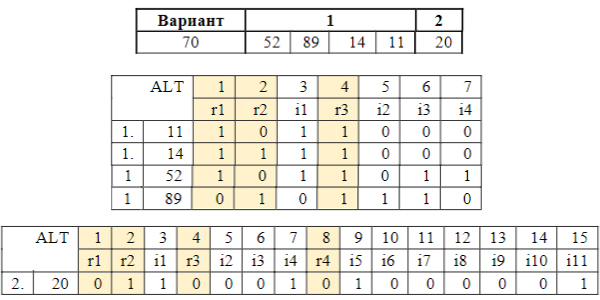 Вариант 1 2
70 52 89 14 11 20
ALT 1 2 3 4 5 6 7
r1 r2 i1 r3 i2 i3 i4
1. 11 1 0 1 1 0 0 0
1. 14 1 1 1 1 0 0 0
1 52 1 0 1 1 0 1 1
1 89 0 1 0 1 1 1 0
ALT 1 2 3 4 5 6 7 8 9 10 11 12 13 14 15
r1 r2 i1 r3 i2 i3 i4 r4 i5 i6 i7 i8 i9 i10 i11
2. 20 0 1 1 0 0 0 1 0 1 0 0 0 0 0 1